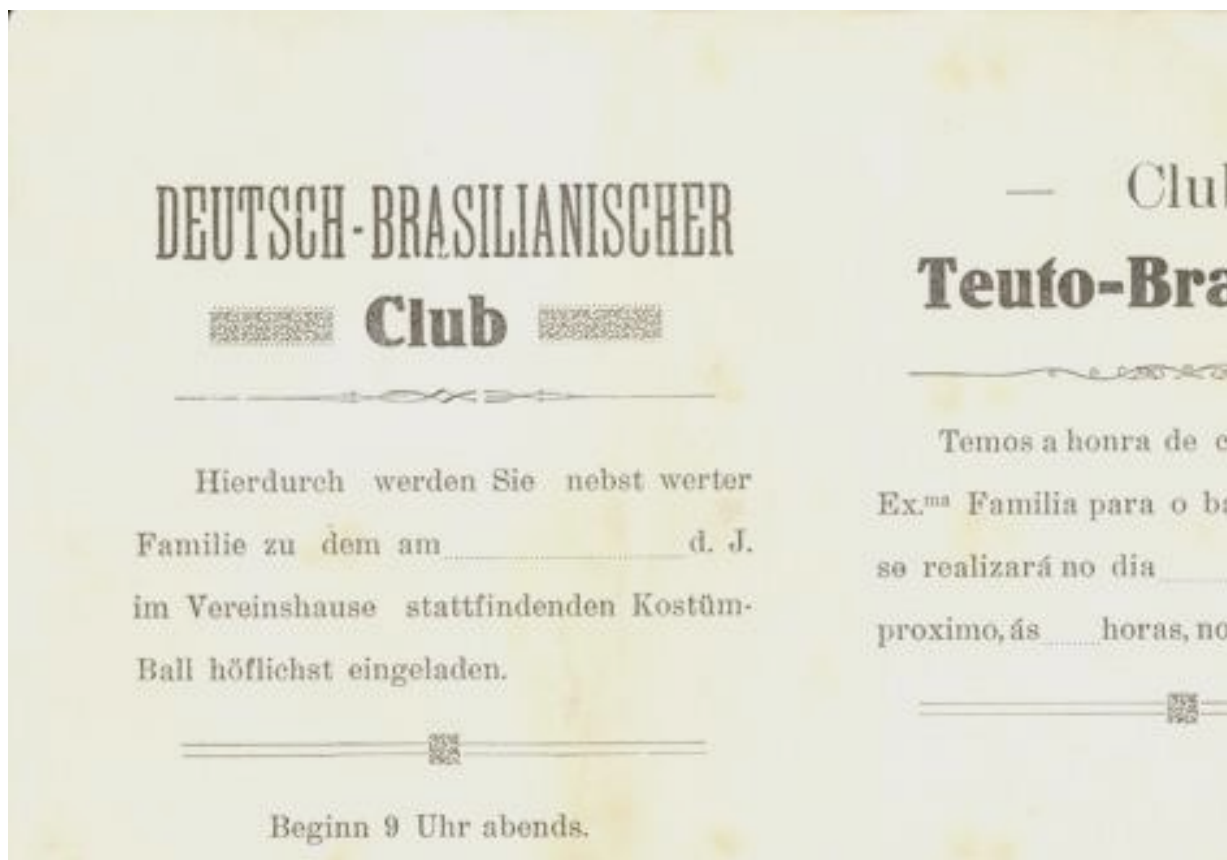 DEUTSCH-BRASILIANISCHER
Club
Hierdurch werden Sie nebst werter
Familie zu dem am d. J.
im Vereinshause stattfindenden Kostüm-
Ball höflichst eingeladen.
Beginn 9 Uhr abends.
— Clu
Teuto-Bra
Temos a honra de c
Ex.ma Familia para o ba
se realizará no dia
proximo, ás horas, no